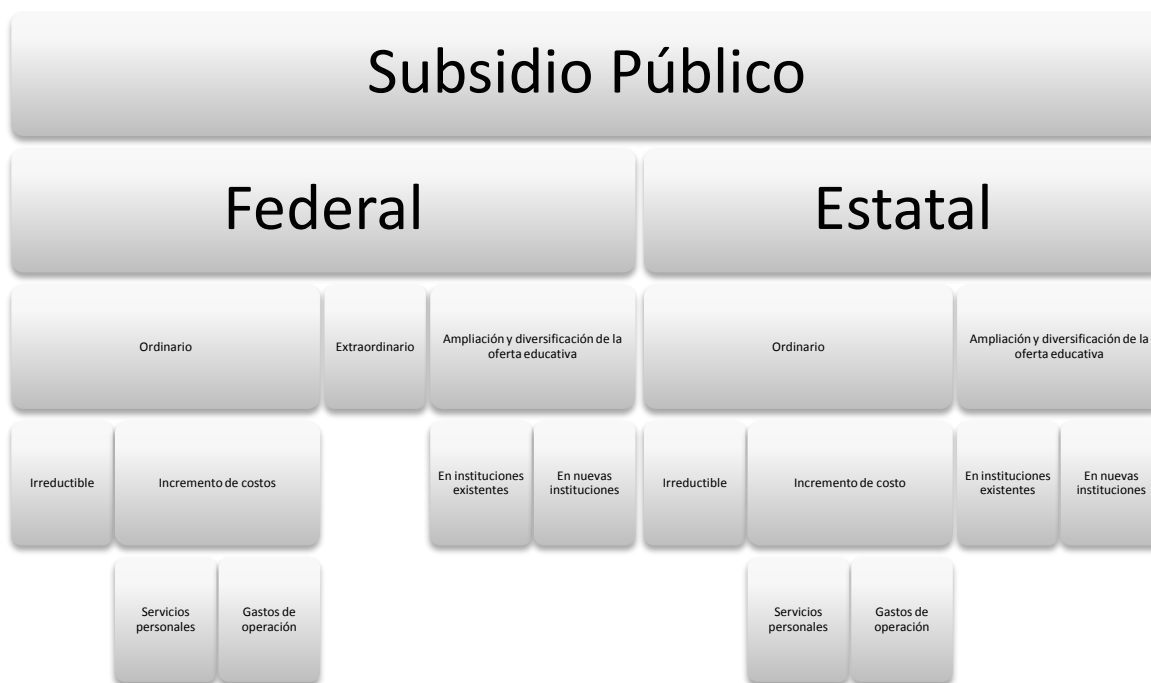 Subsidio Público
Federal
Estatal
Ordinario
Extraordinario
Ampliación y diversificación de la
oferta educativa
Ordinario
Ampliación y diversificación de la
oferta educativa
Irreductible
Incremento de costos
En instituciones
existentes
En nuevas
instituciones
Irreductible
Incremento de costo
En instituciones
existentes
En nuevas
instituciones
Servicios
personales
Gastos de
operación
Servicios
personales
Gastos de
operación